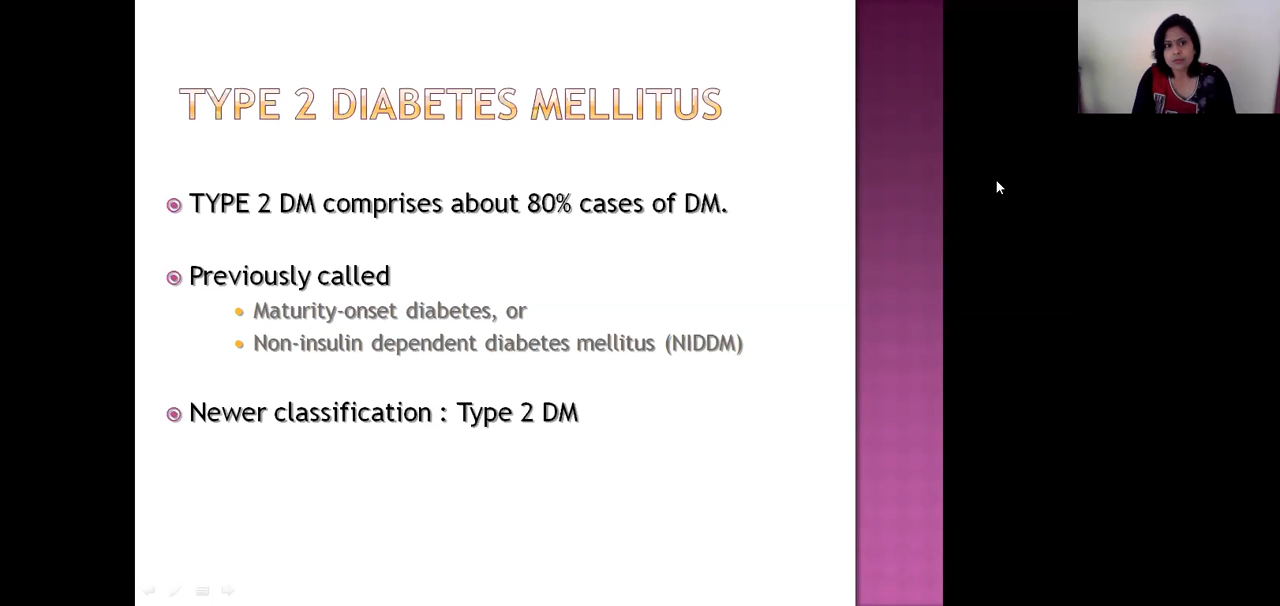 TYPE 2 DIABETES MELLITUS
TYPE 2 DM comprises about 80% cases of DM.
Previously called
Maturity-onset diabetes, or
Non-insulin dependent diabetes mellitus (NIDDM)
Newer classification : Type 2 DM